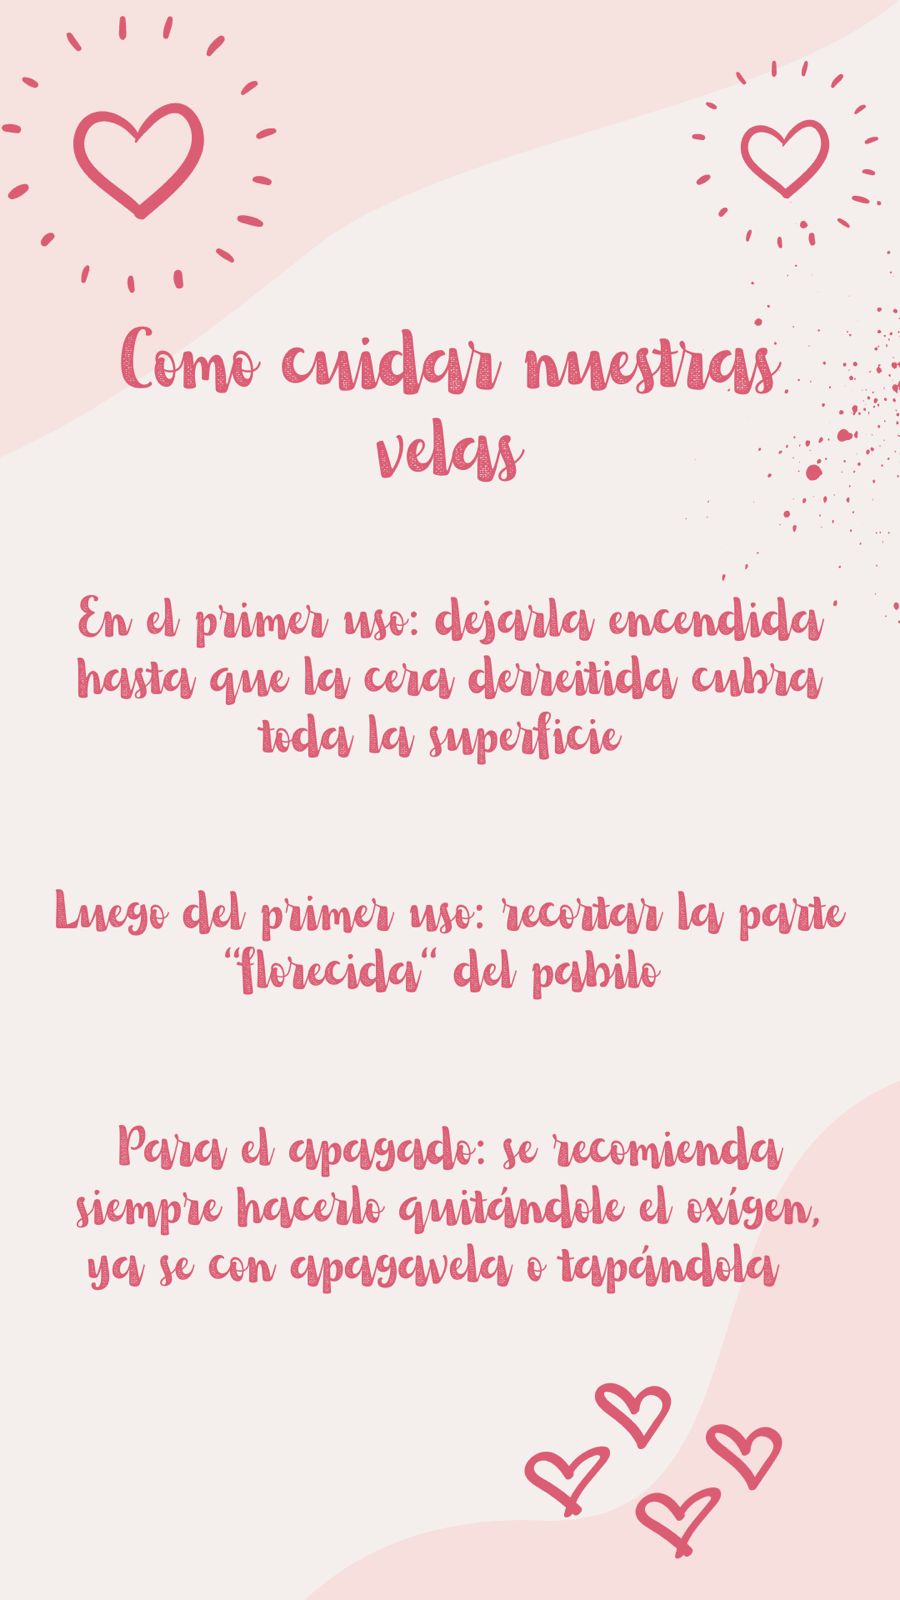 Como cuidar nuestras
velas
En el primer uso: dejarla encendida
hasta que la cera derreitida cubra
toda la superficie
Luego del primer uso: recortar la parte
“florecida“ del pabilo
Para el apagado: se recomienda
siempre hacerlo quitándole el oxígen,
ya se con apagavela o tapándola